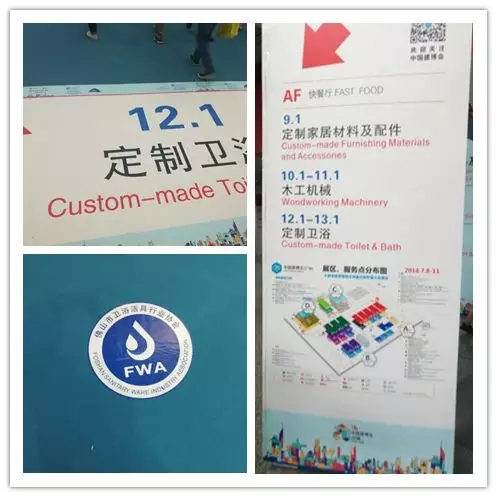 12.1
定制卫浴
Custom-made Toi
佛山市卫浴洁具行业协会
FWA
FOSHAN SANITARY WARE INDUSTRY ASSOCIATION
欢迎关注
中国建博会
AF 快餐厅 FAST FOOD
9.1
定制家居材料及配件
Custom-made Furnishing Materials
and Accessories
10.1-11.1
木工机械
Woodworking Machinery
12.1-13.1
定制卫浴
Custom-made Toilet & Bath
展区、服务点分布图
2018.7.8-11
A
B
C
D